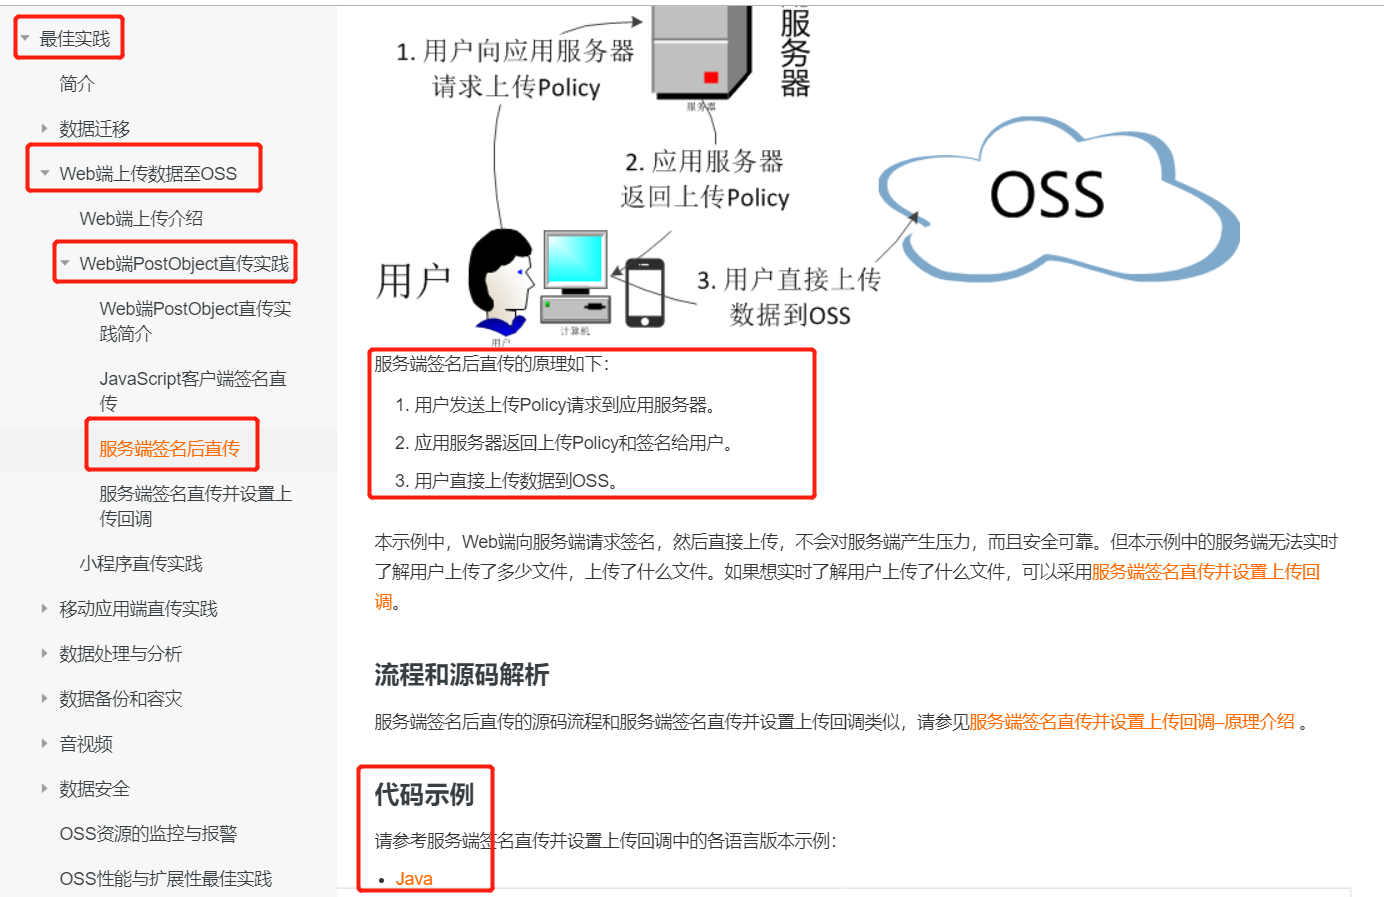 最佳实践
简介
数据迁移
Web端上传数据至OSS
Web端上传介绍
Web端PostObject直传实践
Web端PostObject直传实
践简介
JavaScript客户端签名直
传
服务端签名后直传
服务端签名直传并设置上
传回调
小程序直传实践
移动应用端直传实践
数据处理与分析
数据备份和容灾
音视频
数据安全
OSS资源的监控与报警
OSS性能与扩展性最佳实践
1. 用户向应用服务器
请求上传Policy
服务器
服务器
2. 应用服务器
返回上传Policy
OSS
用户
用户
计算机
3. 用户直接上传
数据到OSS
服务端签名后直传的原理如下：
1. 用户发送上传Policy请求到应用服务器。
2. 应用服务器返回上传Policy和签名给用户。
3. 用户直接上传数据到OSS。
本示例中，Web端向服务端请求签名，然后直接上传，不会对服务端产生压力，而且安全可靠。但本示例中的服务端无法实时
了解用户上传了多少文件，上传了什么文件。如果想实时了解用户上传了什么文件，可以采用服务端签名直传并设置上传回
调。
流程和源码解析
服务端签名后直传的源码流程和服务端签名直传并设置上传回调类似，请参见服务端签名直传并设置上传回调–原理介绍 。
代码示例
请参考服务端签名直传并设置上传回调中的各语言版本示例：
• Java